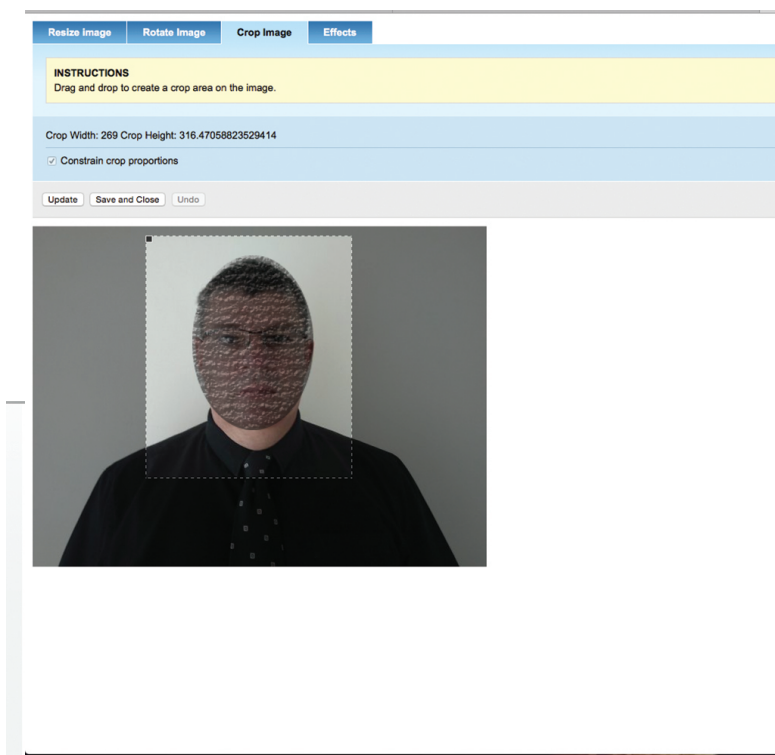 Resize Image Rotate Image Crop Image Effects
INSTRUCTIONS
Drag and drop to create a crop area on the image.
Crop Width: 269 Crop Height: 316.47058823529414
Constrain crop proportions
Update Save and Close Undo